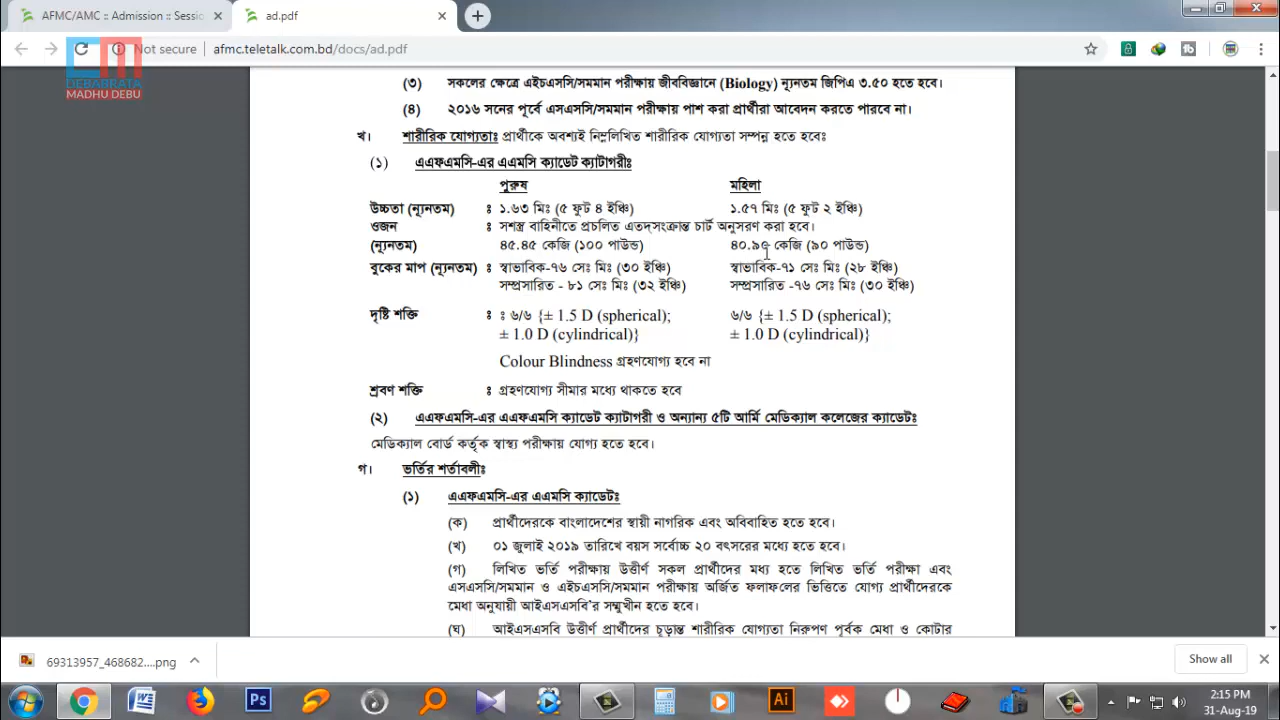 AFMC/AMC :: Admission :: Sessio
ad.pdf
Not secure
afmc.teletalk.com.bd/docs/ad.pdf
DEBABRATA
MADHU DEBU
(৩) সকলের ক্ষেত্রে এইচএসসি/সমমান পরীক্ষায় জীববিজ্ঞানে (Biology) ন্যূনতম জিপিএ ৩.৫০ হতে হবে।
(৪) ২০১৬ সনের পূর্বে এসএসসি/সমমান পরীক্ষায় পাশ করা প্রার্থীরা আবেদন করতে পারবে না।
খ। শারীরিক যোগ্যতাঃ প্রার্থীকে অবশ্যই নিম্নলিখিত শারীরিক যোগ্যতা সম্পন্ন হতে হবেঃ
(১) এএফএমসি-এর এএমসি ক্যাডেট ক্যাটাগরীঃ
পুরুষ মহিলা
উচ্চতা (ন্যূনতম) ঃ ১.৬৩ মিঃ (৫ ফুট ৪ ইঞ্চি) ১.৫৭ মিঃ (৫ ফুট ২ ইঞ্চি)
ওজন ঃ সশস্ত্র বাহিনীতে প্রচলিত এতদ্‌সংক্রান্ত চার্ট অনুসরণ করা হবে।
(ন্যূনতম) ৪৫.৪৫ কেজি (১০০ পাউন্ড) কেজি (৯০ পাউন্ড)
বুকের মাপ (ন্যূনতম) ঃ স্বাভাবিক-৭৬ সেঃ মিঃ (৩০ ইঞ্চি) স্বাভাবিক-৭১ সেঃ মিঃ (২৮ ইঞ্চি)
সম্প্রসারিত - ৮১ সেঃ মিঃ (৩২ ইঞ্চি) সম্প্রসারিত -৭৬ সেঃ মিঃ (৩০ ইঞ্চি)
দৃষ্টি শক্তি ঃ ঃ ৬/৬ {± 1.5 D (spherical); ৬/৬ {± 1.5 D (spherical);
± 1.0 D (cylindrical)} ± 1.0 D (cylindrical)}
Colour Blindness গ্রহণযোগ্য হবে না
শ্রবণ শক্তি ঃ গ্রহণযোগ্য সীমার মধ্যে থাকতে হবে
(২) এএফএমসি-এর এএফএমসি ক্যাডেট ক্যাটাগরী ও অন্যান্য ৫টি আর্মি মেডিক্যাল কলেজের ক্যাডেটঃ
মেডিক্যাল বোর্ড কর্তৃক স্বাস্থ্য পরীক্ষায় যোগ্য হতে হবে।
গ। ভর্তির শর্তাবলীঃ
(১) এএফএমসি-এর এএমসি ক্যাডেটঃ
(ক) প্রার্থীদেরকে বাংলাদেশের স্থায়ী নাগরিক এবং অবিবাহিত হতে হবে।
(খ) ০১ জুলাই ২০১৯ তারিখে বয়স সর্বোচ্চ ২০ বৎসরের মধ্যে হতে হবে।
(গ) লিখিত ভর্তি পরীক্ষায় উত্তীর্ণ সকল প্রার্থীদের মধ্য হতে লিখিত ভর্তি পরীক্ষা এবং
এসএসসি/সমমান ও এইচএসসি/সমমান পরীক্ষায় অর্জিত ফলাফলের ভিত্তিতে যোগ্য প্রার্থীদেরকে
মেধা অনুযায়ী আইএসএসবি'র সম্মুখীন হতে হবে।
(ঘ) আইএসএসবি উত্তীর্ণ প্রার্থীদের চূড়ান্ত শারীরিক যোগ্যতা নিরুপণ পূর্বক মেধা ও কোটার
69313957_468682....png
Show all
Ps
Ai
2:15 PM
31-Aug-19